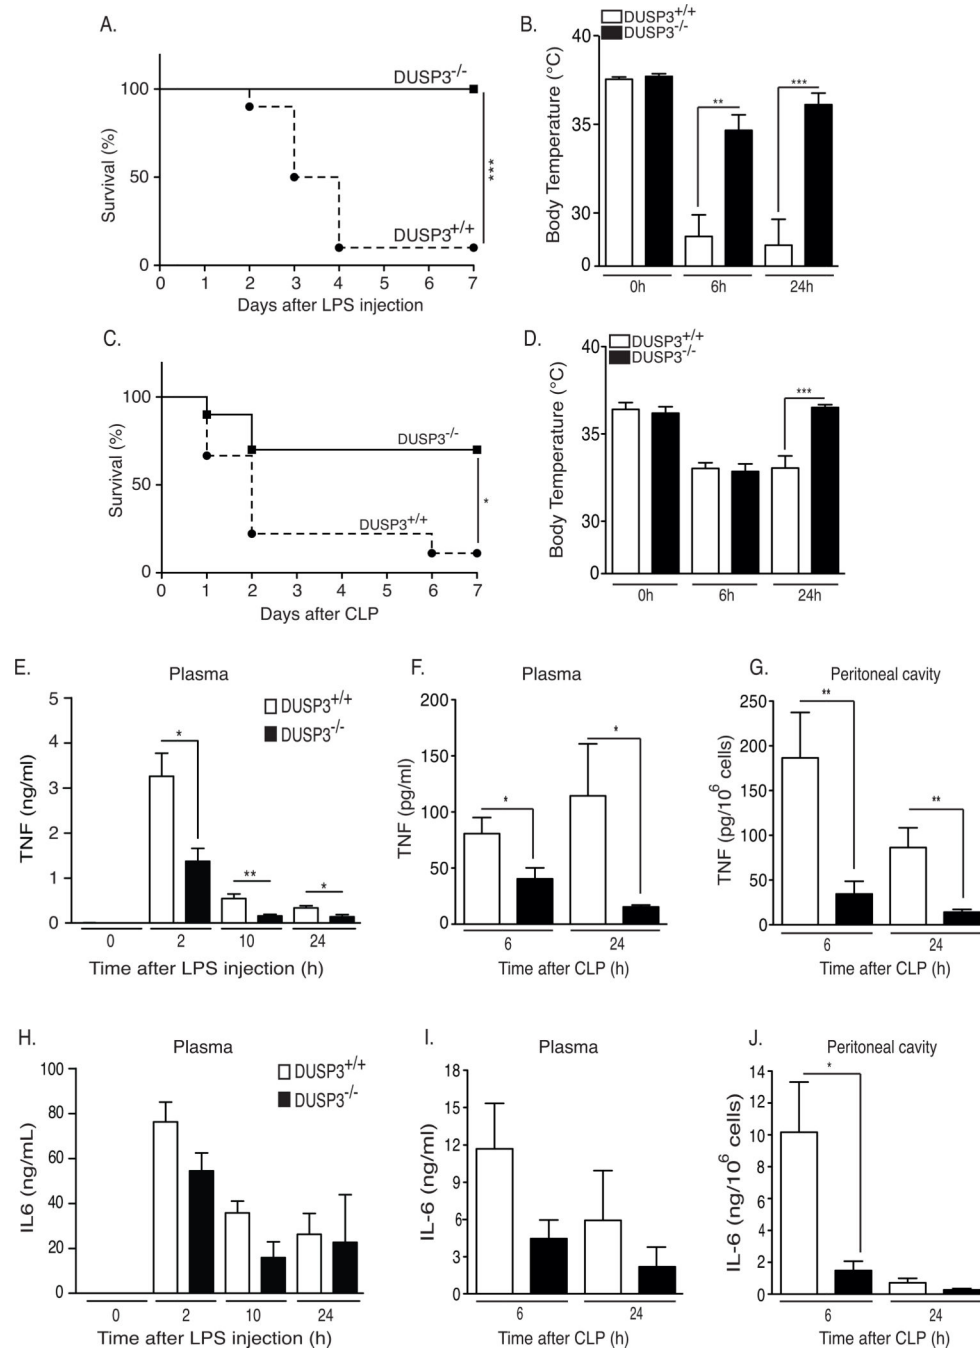 A.
DUSP3-/-
100
50
0
Survival (%)
DUSP3+/+
***
0 1 2 3 4 5 6 7
Days after LPS injection
B.
DUSP3+/+
DUSP3-/-
40
35
30
0
Body Temperature (°C)
**
***
0h 6h 24h
C.
100
50
0
Survival (%)
DUSP3-/-
DUSP3+/+
*
0 1 2 3 4 5 6 7
Days after CLP
D.
DUSP3+/+
DUSP3-/-
40
35
30
0
Body Temperature (°C)
***
0h 6h 24h
E.
Plasma
5
4
3
2
1
0
TNF (ng/ml)
DUSP3+/+
DUSP3-/-
*
**
*
0 2 10 24
Time after LPS injection (h)
F.
Plasma
200
150
100
50
0
TNF (pg/ml)
*
*
6 24
Time after CLP (h)
G.
Peritoneal cavity
250
200
150
100
50
0
TNF (pg/10^6 cells)
**
**
6 24
Time after CLP (h)
H.
Plasma
100
80
60
40
20
0
IL6 (ng/mL)
DUSP3+/+
DUSP3-/-
0 2 10 24
Time after LPS injection (h)
I.
Plasma
18
15
12
9
6
3
0
IL-6 (ng/ml)
6 24
Time after CLP (h)
J.
Peritoneal cavity
14
12
10
8
6
4
2
0
IL-6 (ng/10^6 cells)
*
6 24
Time after CLP (h)